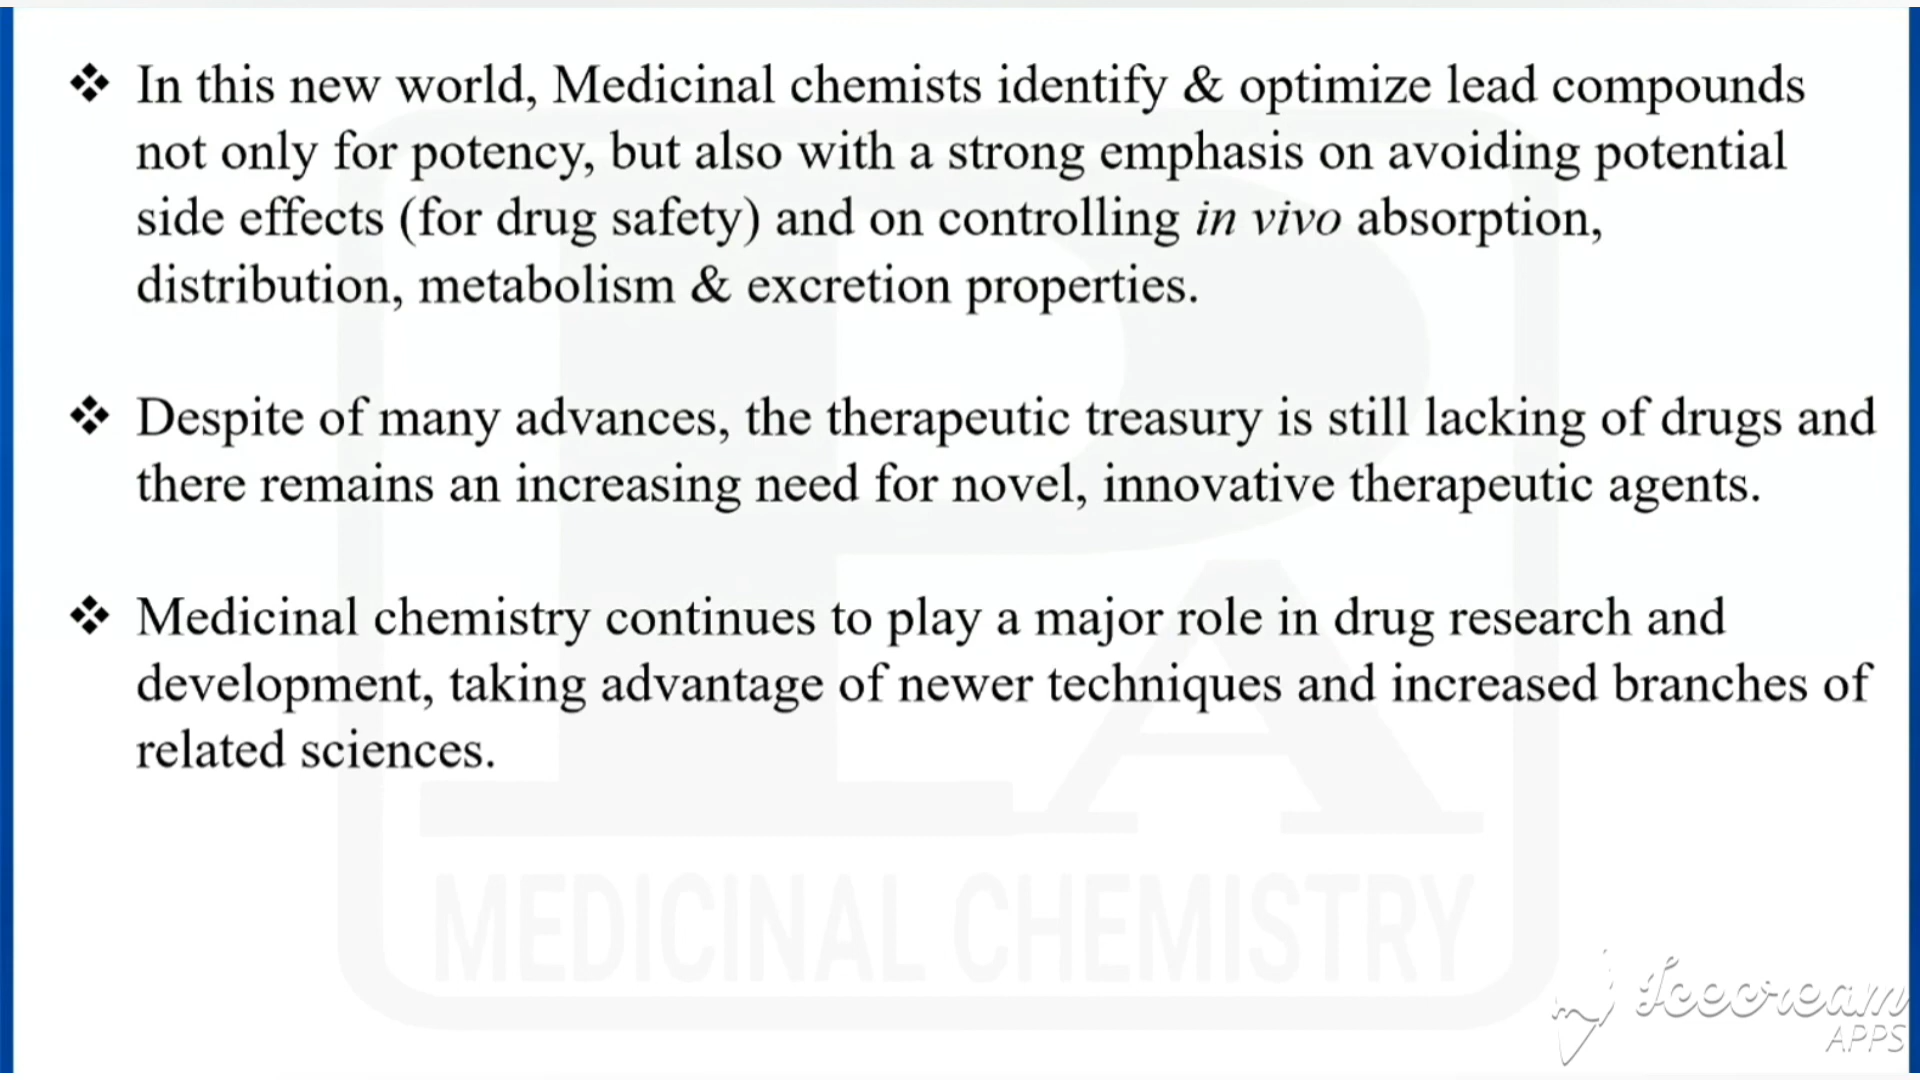 ❖ In this new world, Medicinal chemists identify & optimize lead compounds
not only for potency, but also with a strong emphasis on avoiding potential
side effects (for drug safety) and on controlling in vivo absorption,
distribution, metabolism & excretion properties.
❖ Despite of many advances, the therapeutic treasury is still lacking of drugs and
there remains an increasing need for novel, innovative therapeutic agents.
❖ Medicinal chemistry continues to play a major role in drug research and
development, taking advantage of newer techniques and increased branches of
related sciences.
PA
MEDICINAL CHEMISTRY
Icecream
APPS